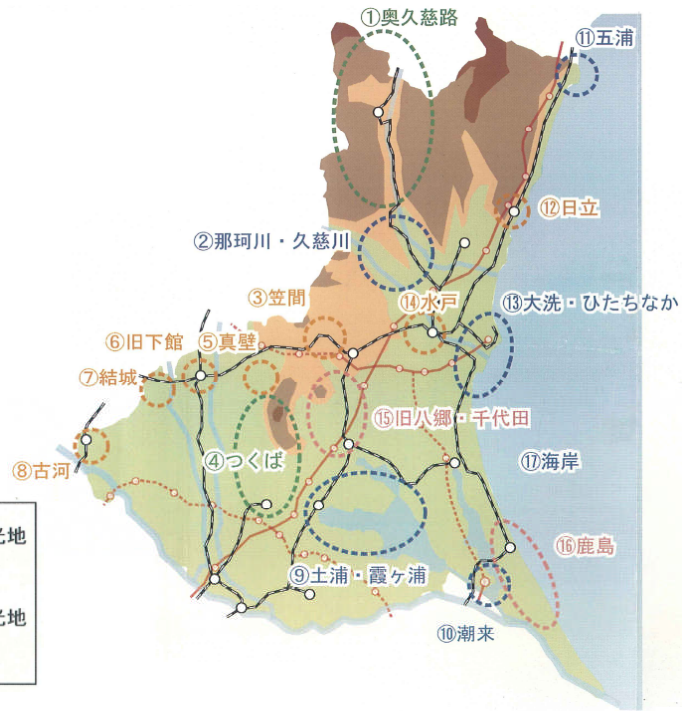 ①奥久慈路
⑪五浦
⑫日立
②那珂川・久慈川
③笠間
⑭水戸
⑬大洗・ひたちなか
⑥旧下館
⑤真壁
⑦結城
⑮旧八郷・千代田
④つくば
⑰海岸
⑧古河
光地
⑯鹿島
⑨土浦・霞ヶ浦
光地
⑩潮来